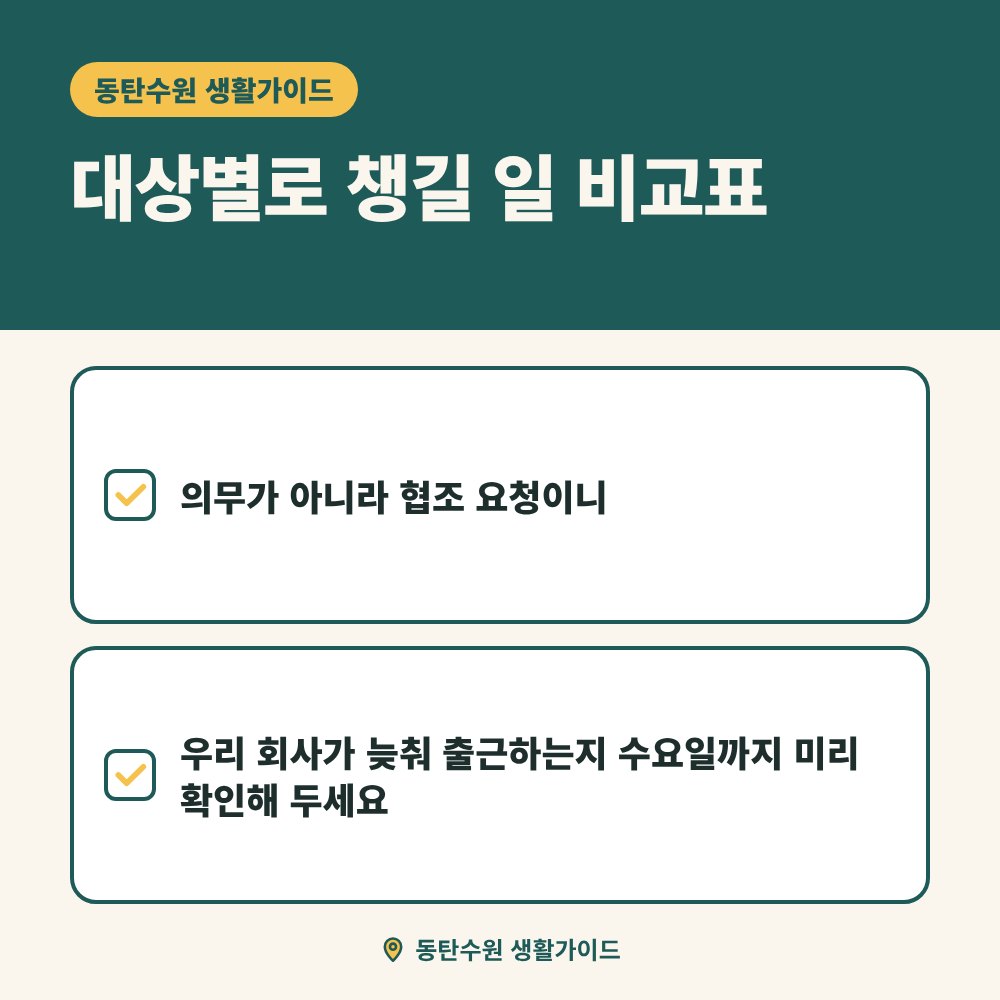 동탄수원 생활가이드
대상별로 챙길 일 비교표
의무가 아니라 협조 요청이니
우리 회사가 늦춰 출근하는지 수요일까지 미리
확인해 두세요
동탄수원 생활가이드